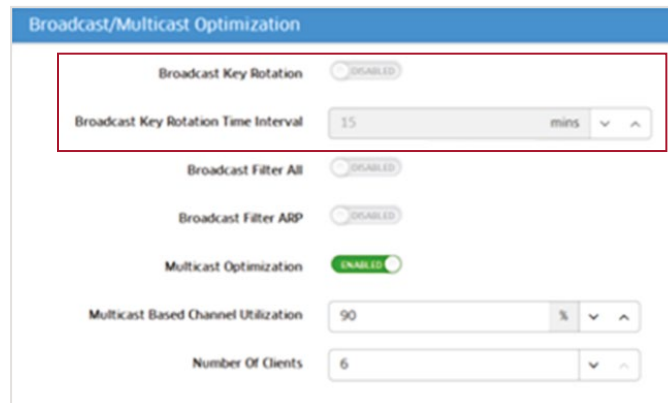 Broadcast/Multicast Optimization
Broadcast Key Rotation DISABLED
Broadcast Key Rotation Time Interval 15 mins
Broadcast Filter All DISABLED
Broadcast Filter ARP DISABLED
Multicast Optimization ENABLED
Multicast Based Channel Utilization 90 %
Number Of Clients 6